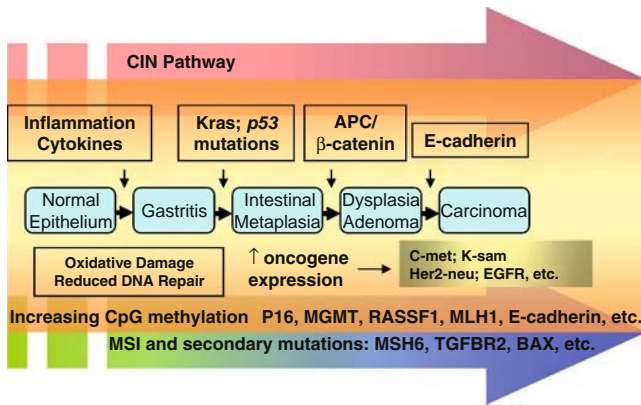 CIN Pathway
Inflammation
Cytokines
Kras; p53
mutations
APC/
β-catenin
E-cadherin
Normal
Epithelium
Gastritis
Intestinal
Metaplasia
Dysplasia
Adenoma
Carcinoma
Oxidative Damage
Reduced DNA Repair
↑ oncogene
expression
C-met; K-sam
Her2-neu; EGFR, etc.
Increasing CpG methylation P16, MGMT, RASSF1, MLH1, E-cadherin, etc.
MSI and secondary mutations: MSH6, TGFBR2, BAX, etc.